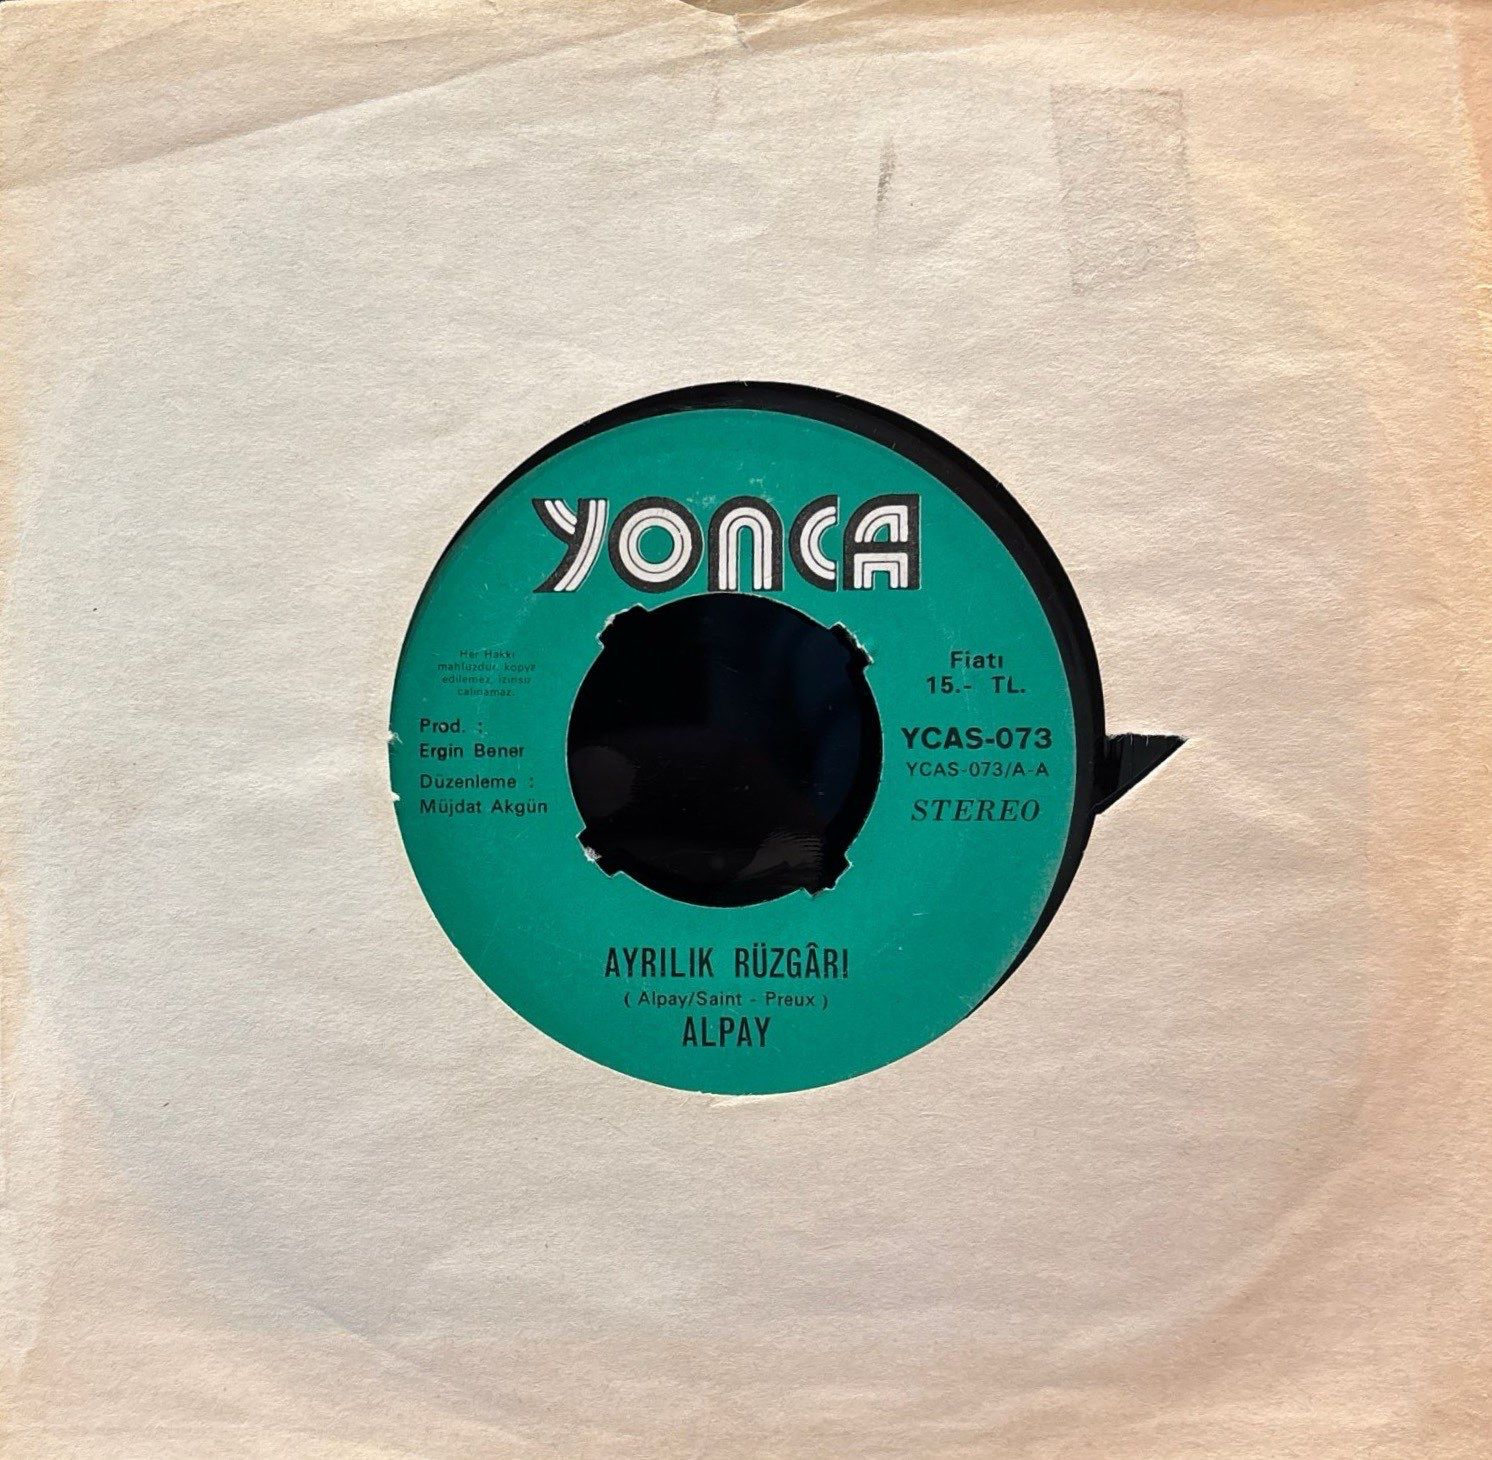 YONCA
Her Hakkı
mahfuzdur. kopye
edilemez, izinsiz
çalınamaz.
Prod. :
Ergin Bener
Düzenleme :
Müjdat Akgün
Fiatı
15.- TL.
YCAS-073
YCAS-073/A-A
STEREO
AYRILIK RÜZGÂRI
( Alpay/Saint - Preux )
ALPAY